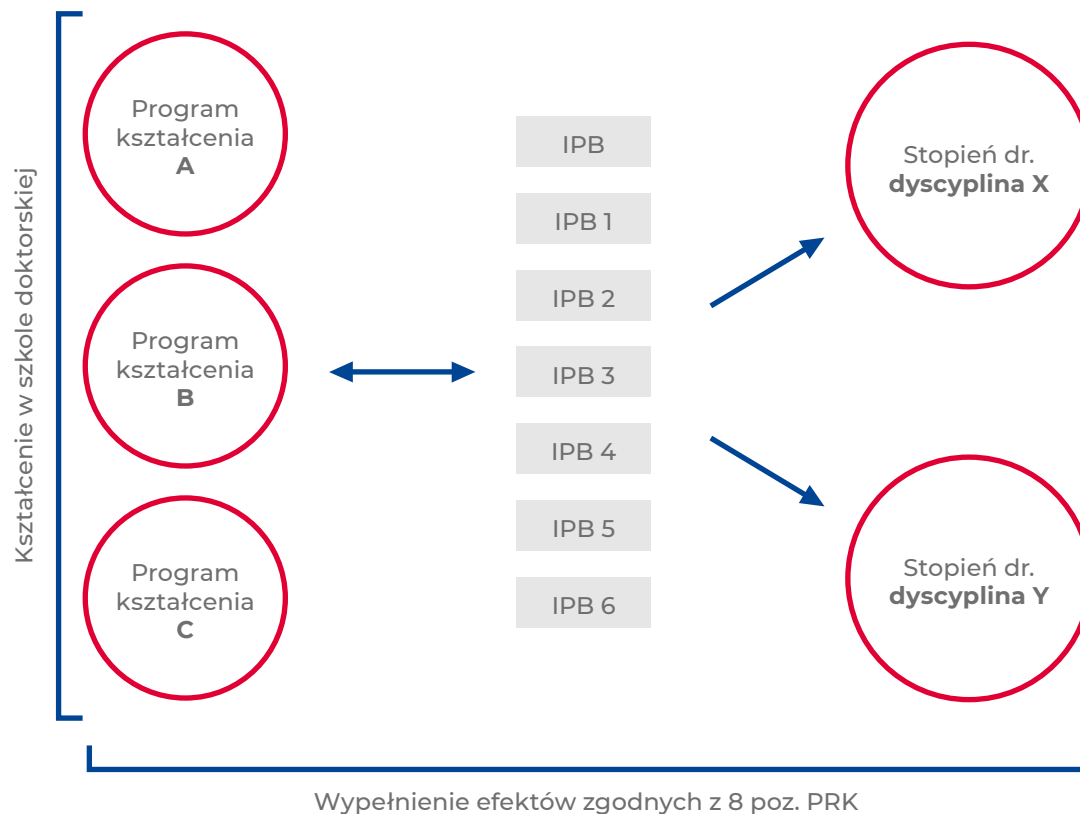 Kształcenie w szkole doktorskiej
Program
kształcenia
A
Program
kształcenia
B
Program
kształcenia
C
IPB
IPB 1
IPB 2
IPB 3
IPB 4
IPB 5
IPB 6
Stopień dr.
dyscyplina X
Stopień dr.
dyscyplina Y
Wypełnienie efektów zgodnych z 8 poz. PRK